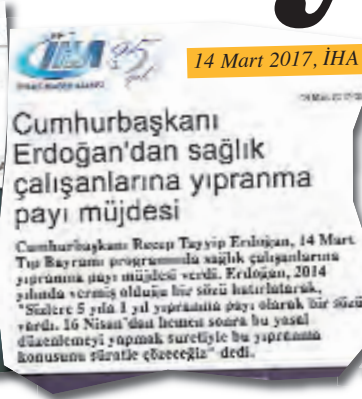 14 Mart 2017, İHA
Cumhurbaşkanı
Erdoğan'dan sağlık
çalışanlarına yıpranma
payı müjdesi
Cumhurbaşkanı Recep Tayyip Erdoğan, 14 Mart
Tıp Bayramı programında sağlık çalışanlarına
yıpranma payı müjdesi verdi. Erdoğan, 2014
yılında vermiş olduğu bir sözü hatırlatarak,
"Sizlere 5 yıla 1 yıl yıpranma payı olarak bir sözü
vardı. 16 Nisan'dan hemen sonra bu yasal
düzenlemeyi yapmak suretiyle bu yıpranma
konusunu süratle çözeceğiz" dedi.